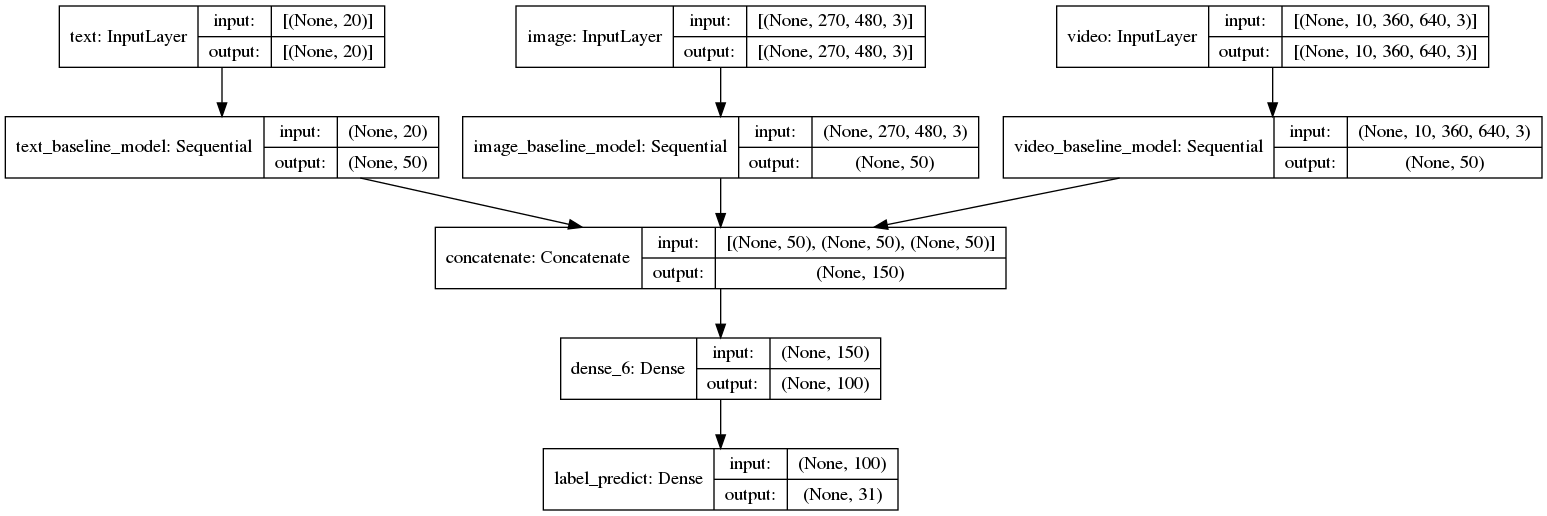 text: InputLayer
input: [(None, 20)]
output: [(None, 20)]
image: InputLayer
input: [(None, 270, 480, 3)]
output: [(None, 270, 480, 3)]
video: InputLayer
input: [(None, 10, 360, 640, 3)]
output: [(None, 10, 360, 640, 3)]
text_baseline_model: Sequential
input: (None, 20)
output: (None, 50)
image_baseline_model: Sequential
input: (None, 270, 480, 3)
output: (None, 50)
video_baseline_model: Sequential
input: (None, 10, 360, 640, 3)
output: (None, 50)
concatenate: Concatenate
input: [(None, 50), (None, 50), (None, 50)]
output: (None, 150)
dense_6: Dense
input: (None, 150)
output: (None, 100)
label_predict: Dense
input: (None, 100)
output: (None, 31)